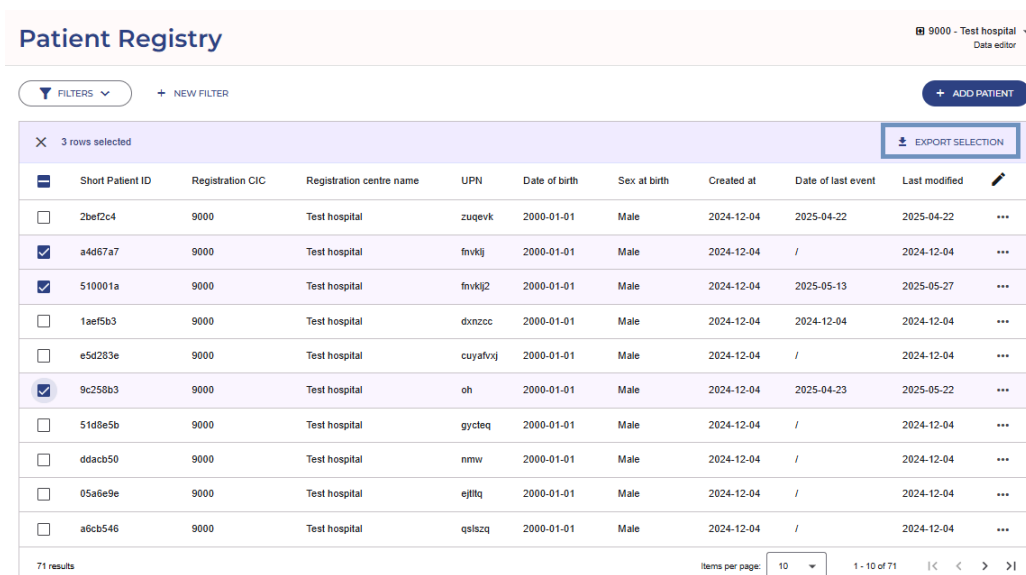 Patient Registry
9000 - Test hospital
Data editor
FILTERS
+ NEW FILTER
+ ADD PATIENT
3 rows selected
EXPORT SELECTION
Short Patient ID Registration CIC Registration centre name UPN Date of birth Sex at birth Created at Date of last event Last modified
2bef2c4 9000 Test hospital zuqevk 2000-01-01 Male 2024-12-04 2025-04-22 2025-04-22 ...
a4d67a7 9000 Test hospital fnvklj 2000-01-01 Male 2024-12-04 / 2024-12-04 ...
510001a 9000 Test hospital fnvklj2 2000-01-01 Male 2024-12-04 2025-05-13 2025-05-27 ...
1aef5b3 9000 Test hospital dxnzcc 2000-01-01 Male 2024-12-04 2024-12-04 2024-12-04 ...
e5d283e 9000 Test hospital cuyafvxj 2000-01-01 Male 2024-12-04 / 2024-12-04 ...
9c258b3 9000 Test hospital oh 2000-01-01 Male 2024-12-04 2025-04-23 2025-05-22 ...
51d8e5b 9000 Test hospital gycteq 2000-01-01 Male 2024-12-04 / 2024-12-04 ...
ddacb50 9000 Test hospital nmw 2000-01-01 Male 2024-12-04 / 2024-12-04 ...
05a6e9e 9000 Test hospital ejtltq 2000-01-01 Male 2024-12-04 / 2024-12-04 ...
a6cb546 9000 Test hospital qslszq 2000-01-01 Male 2024-12-04 / 2024-12-04 ...
71 results Items per page: 10 1 - 10 of 71